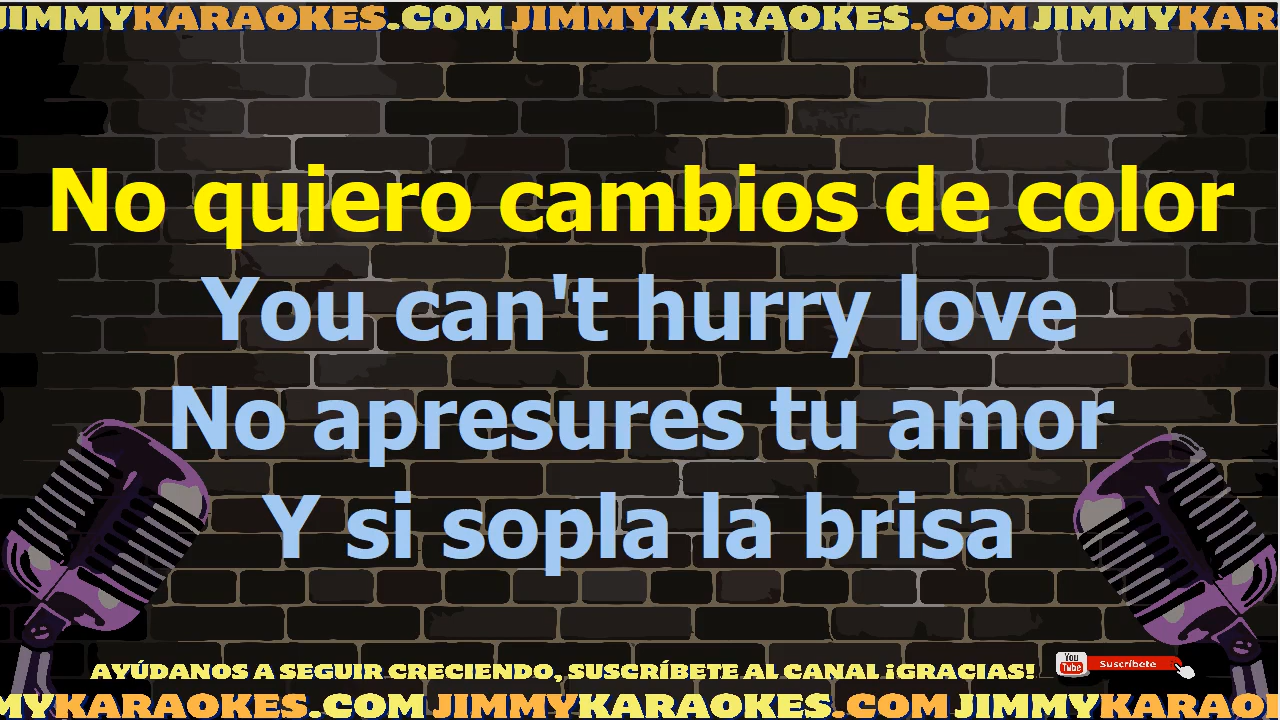 JIMMYKARAOKES.COM JIMMYKARAOKES.COM JIMMYKAR
No quiero cambios de color
You can't hurry love
No apresures tu amor
Y si sopla la brisa
AYÚDANOS A SEGUIR CRECIENDO, SUSCRÍBETE AL CANAL ¡GRACIAS!
You Tube Suscríbete
MYKARAOKES.COM JIMMYKARAOKES.COM JIMMYKARAOI